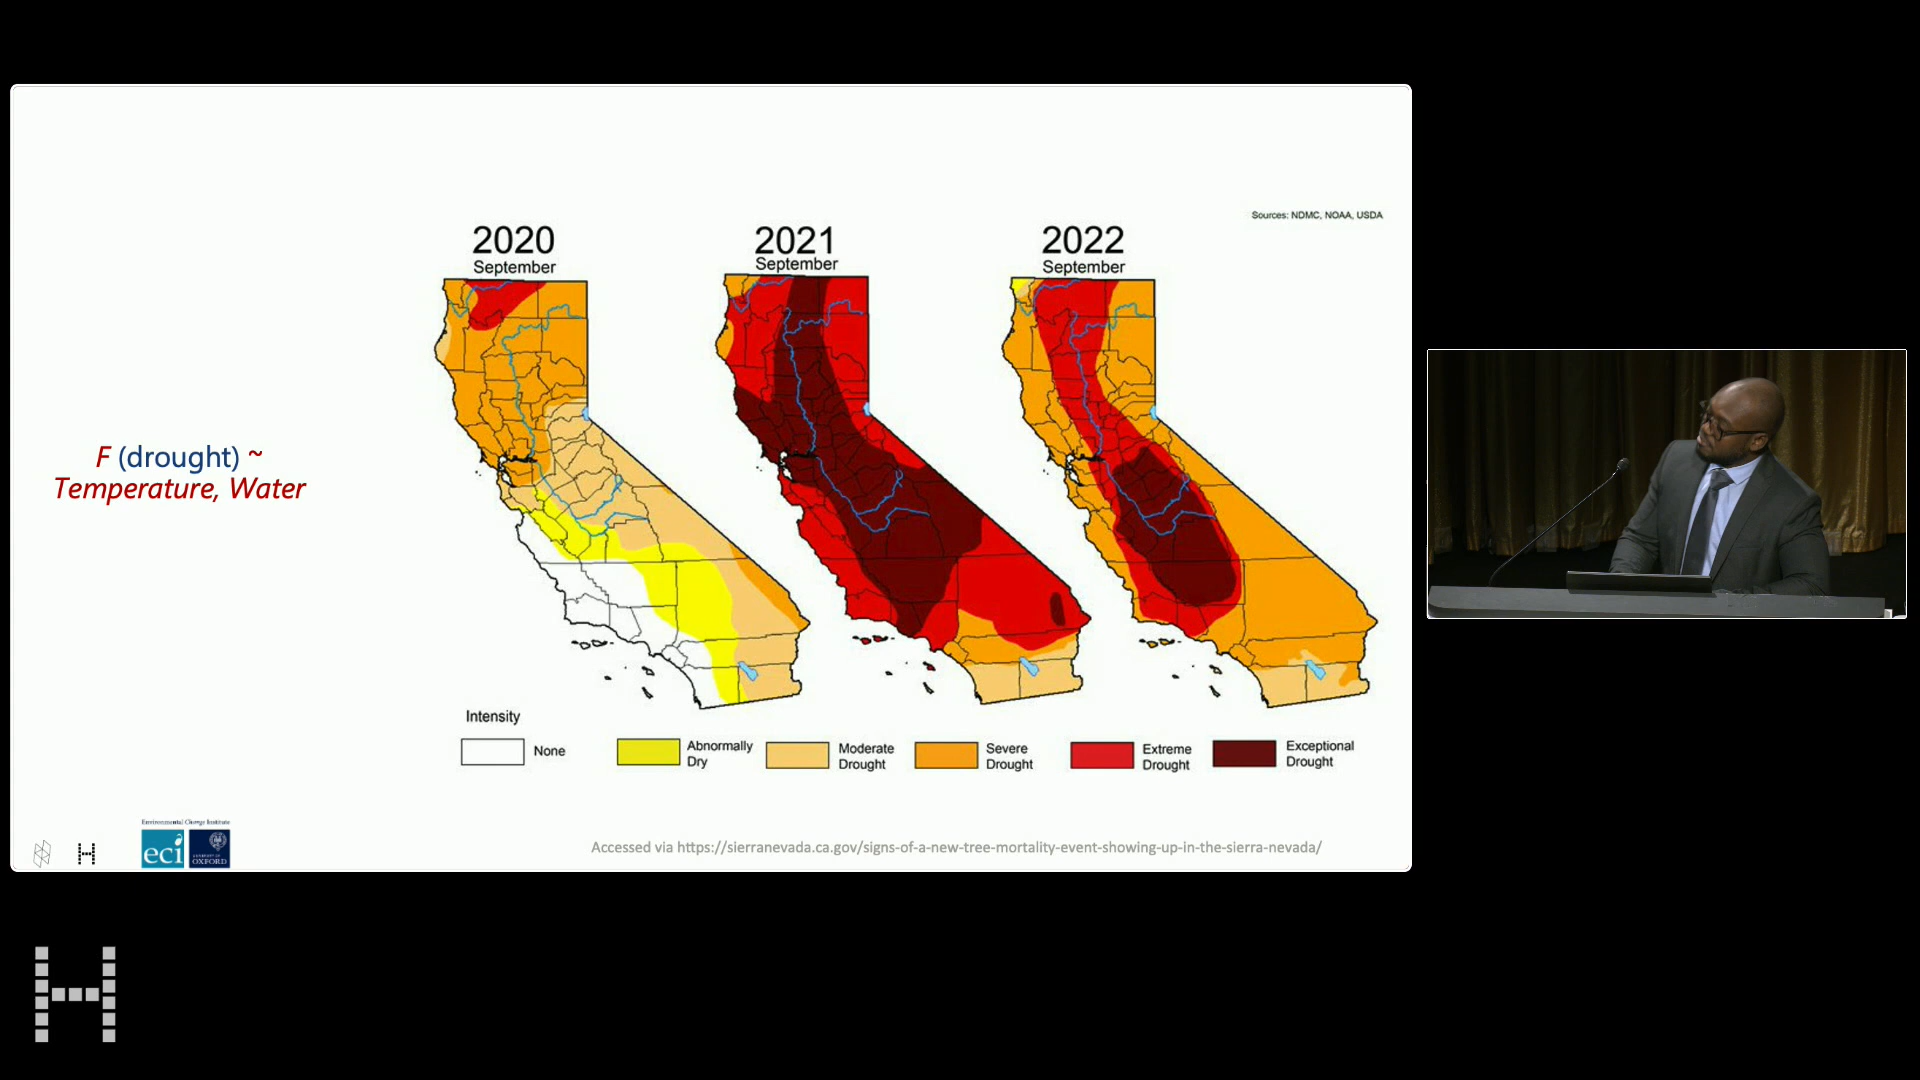 Sources: NDMC, NOAA, USDA
2020
September
2021
September
2022
September
F (drought) ~
Temperature, Water
Intensity
None
Abnormally
Dry
Moderate
Drought
Severe
Drought
Extreme
Drought
Exceptional
Drought
Environmental Change Institute
eci
UNIVERSITY OF
OXFORD
H
Accessed via https://sierranevada.ca.gov/signs-of-a-new-tree-mortality-event-showing-up-in-the-sierra-nevada/
H